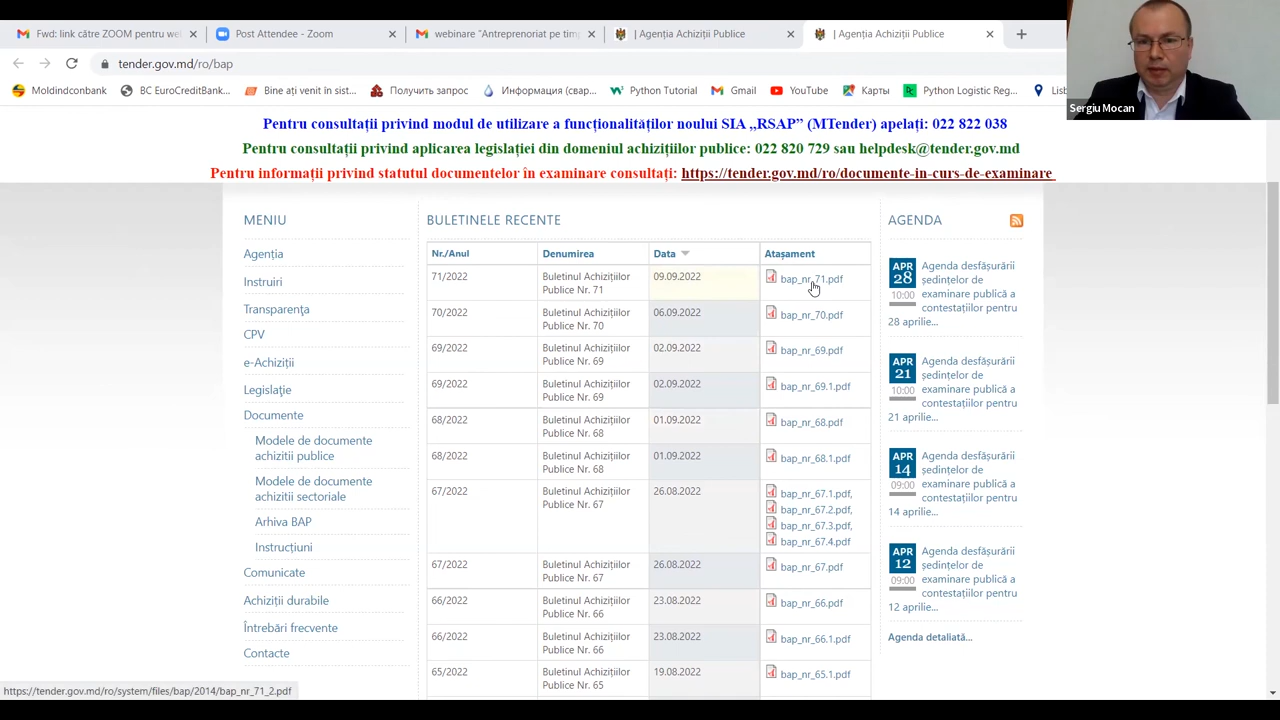 Fwd: link către ZOOM pentru we
Post Attendee - Zoom
webinare "Antreprenoriat pe tim
| Agenția Achiziții Publice
| Agenția Achiziții Publice
tender.gov.md/ro/bap
Moldindconbank
BC EuroCreditBank...
Bine ați venit în sist...
Получить запрос
Информация (свар...
Python Tutorial
Gmail
YouTube
Карты
Python Logistic Reg...
Lis
Sergiu Mocan
Pentru consultații privind modul de utilizare a funcționalităților noului SIA „RSAP” (MTender) apelați: 022 822 038
Pentru consultații privind aplicarea legislației din domeniul achizițiilor publice: 022 820 729 sau helpdesk@tender.gov.md
Pentru informații privind statutul documentelor în examinare consultați: https://tender.gov.md/ro/documente-in-curs-de-examinare
MENIU
Agenția
Instruiri
Transparența
CPV
e-Achiziții
Legislație
Documente
Modele de documente
achizitii publice
Modele de documente
achizitii sectoriale
Arhiva BAP
Instrucțiuni
Comunicate
Achiziții durabile
Întrebări frecvente
Contacte
BULETINELE RECENTE
Nr./Anul Denumirea Data Atașament
71/2022 Buletinul Achizițiilor 09.09.2022 bap_nr_71.pdf
Publice Nr. 71
70/2022 Buletinul Achizițiilor 06.09.2022 bap_nr_70.pdf
Publice Nr. 70
69/2022 Buletinul Achizițiilor 02.09.2022 bap_nr_69.pdf
Publice Nr. 69
69/2022 Buletinul Achizițiilor 02.09.2022 bap_nr_69.1.pdf
Publice Nr. 69
68/2022 Buletinul Achizițiilor 01.09.2022 bap_nr_68.pdf
Publice Nr. 68
68/2022 Buletinul Achizițiilor 01.09.2022 bap_nr_68.1.pdf
Publice Nr. 68
67/2022 Buletinul Achizițiilor 26.08.2022 bap_nr_67.1.pdf,
Publice Nr. 67 bap_nr_67.2.pdf,
bap_nr_67.3.pdf,
bap_nr_67.4.pdf
67/2022 Buletinul Achizițiilor 26.08.2022 bap_nr_67.pdf
Publice Nr. 67
66/2022 Buletinul Achizițiilor 23.08.2022 bap_nr_66.pdf
Publice Nr. 66
66/2022 Buletinul Achizițiilor 23.08.2022 bap_nr_66.1.pdf
Publice Nr. 66
65/2022 Buletinul Achizițiilor 19.08.2022 bap_nr_65.1.pdf
Publice Nr. 65
AGENDA
APR 28 10:00
Agenda desfășurării
ședințelor de
examinare publică a
contestațiilor pentru
28 aprilie...
APR 21 10:00
Agenda desfășurării
ședințelor de
examinare publică a
contestațiilor pentru
21 aprilie...
APR 14 09:00
Agenda desfășurării
ședințelor de
examinare publică a
contestațiilor pentru
14 aprilie...
APR 12 09:00
Agenda desfășurării
ședințelor de
examinare publică a
contestațiilor pentru
12 aprilie...
Agenda detaliată...
https://tender.gov.md/ro/system/files/bap/2014/bap_nr_71_2.pdf